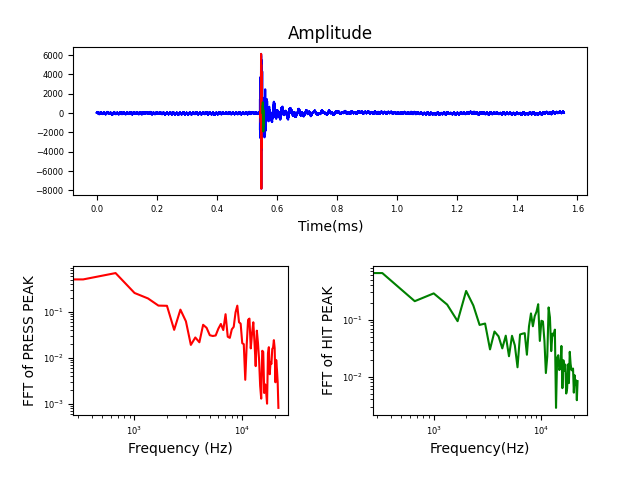 Amplitude
6000
4000
2000
0
−2000
−4000
−6000
−8000
0.0 0.2 0.4 0.6 0.8 1.0 1.2 1.4 1.6
Time(ms)
FFT of PRESS PEAK
10⁻¹
10⁻²
10⁻³
10³ 10⁴
Frequency (Hz)
FFT of HIT PEAK
10⁻¹
10⁻²
10³ 10⁴
Frequency(Hz)